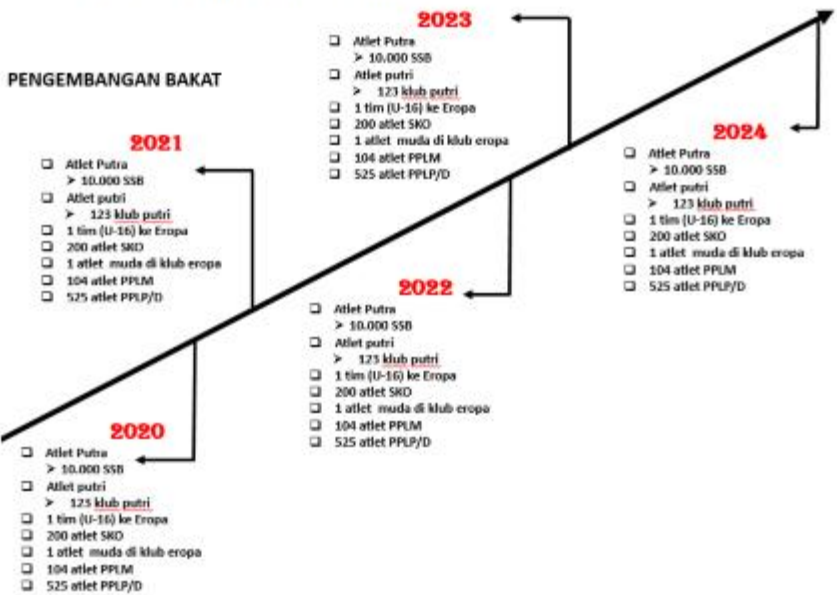 PENGEMBANGAN BAKAT
2020
Atlet Putra
10.000 SSB
Atlet putri
123 klub putri
1 tim (U-16) ke Eropa
200 atlet SKO
1 atlet muda di klub eropa
104 atlet PPLM
525 atlet PPLP/D
2021
Atlet Putra
10.000 SSB
Atlet putri
123 klub putri
1 tim (U-16) ke Eropa
200 atlet SKO
1 atlet muda di klub eropa
104 atlet PPLM
525 atlet PPLP/D
2022
Atlet Putra
10.000 SSB
Atlet putri
123 klub putri
1 tim (U-16) ke Eropa
200 atlet SKO
1 atlet muda di klub eropa
104 atlet PPLM
525 atlet PPLP/D
2023
Atlet Putra
10.000 SSB
Atlet putri
123 klub putri
1 tim (U-16) ke Eropa
200 atlet SKO
1 atlet muda di klub eropa
104 atlet PPLM
525 atlet PPLP/D
2024
Atlet Putra
10.000 SSB
Atlet putri
123 klub putri
1 tim (U-16) ke Eropa
200 atlet SKO
1 atlet muda di klub eropa
104 atlet PPLM
525 atlet PPLP/D